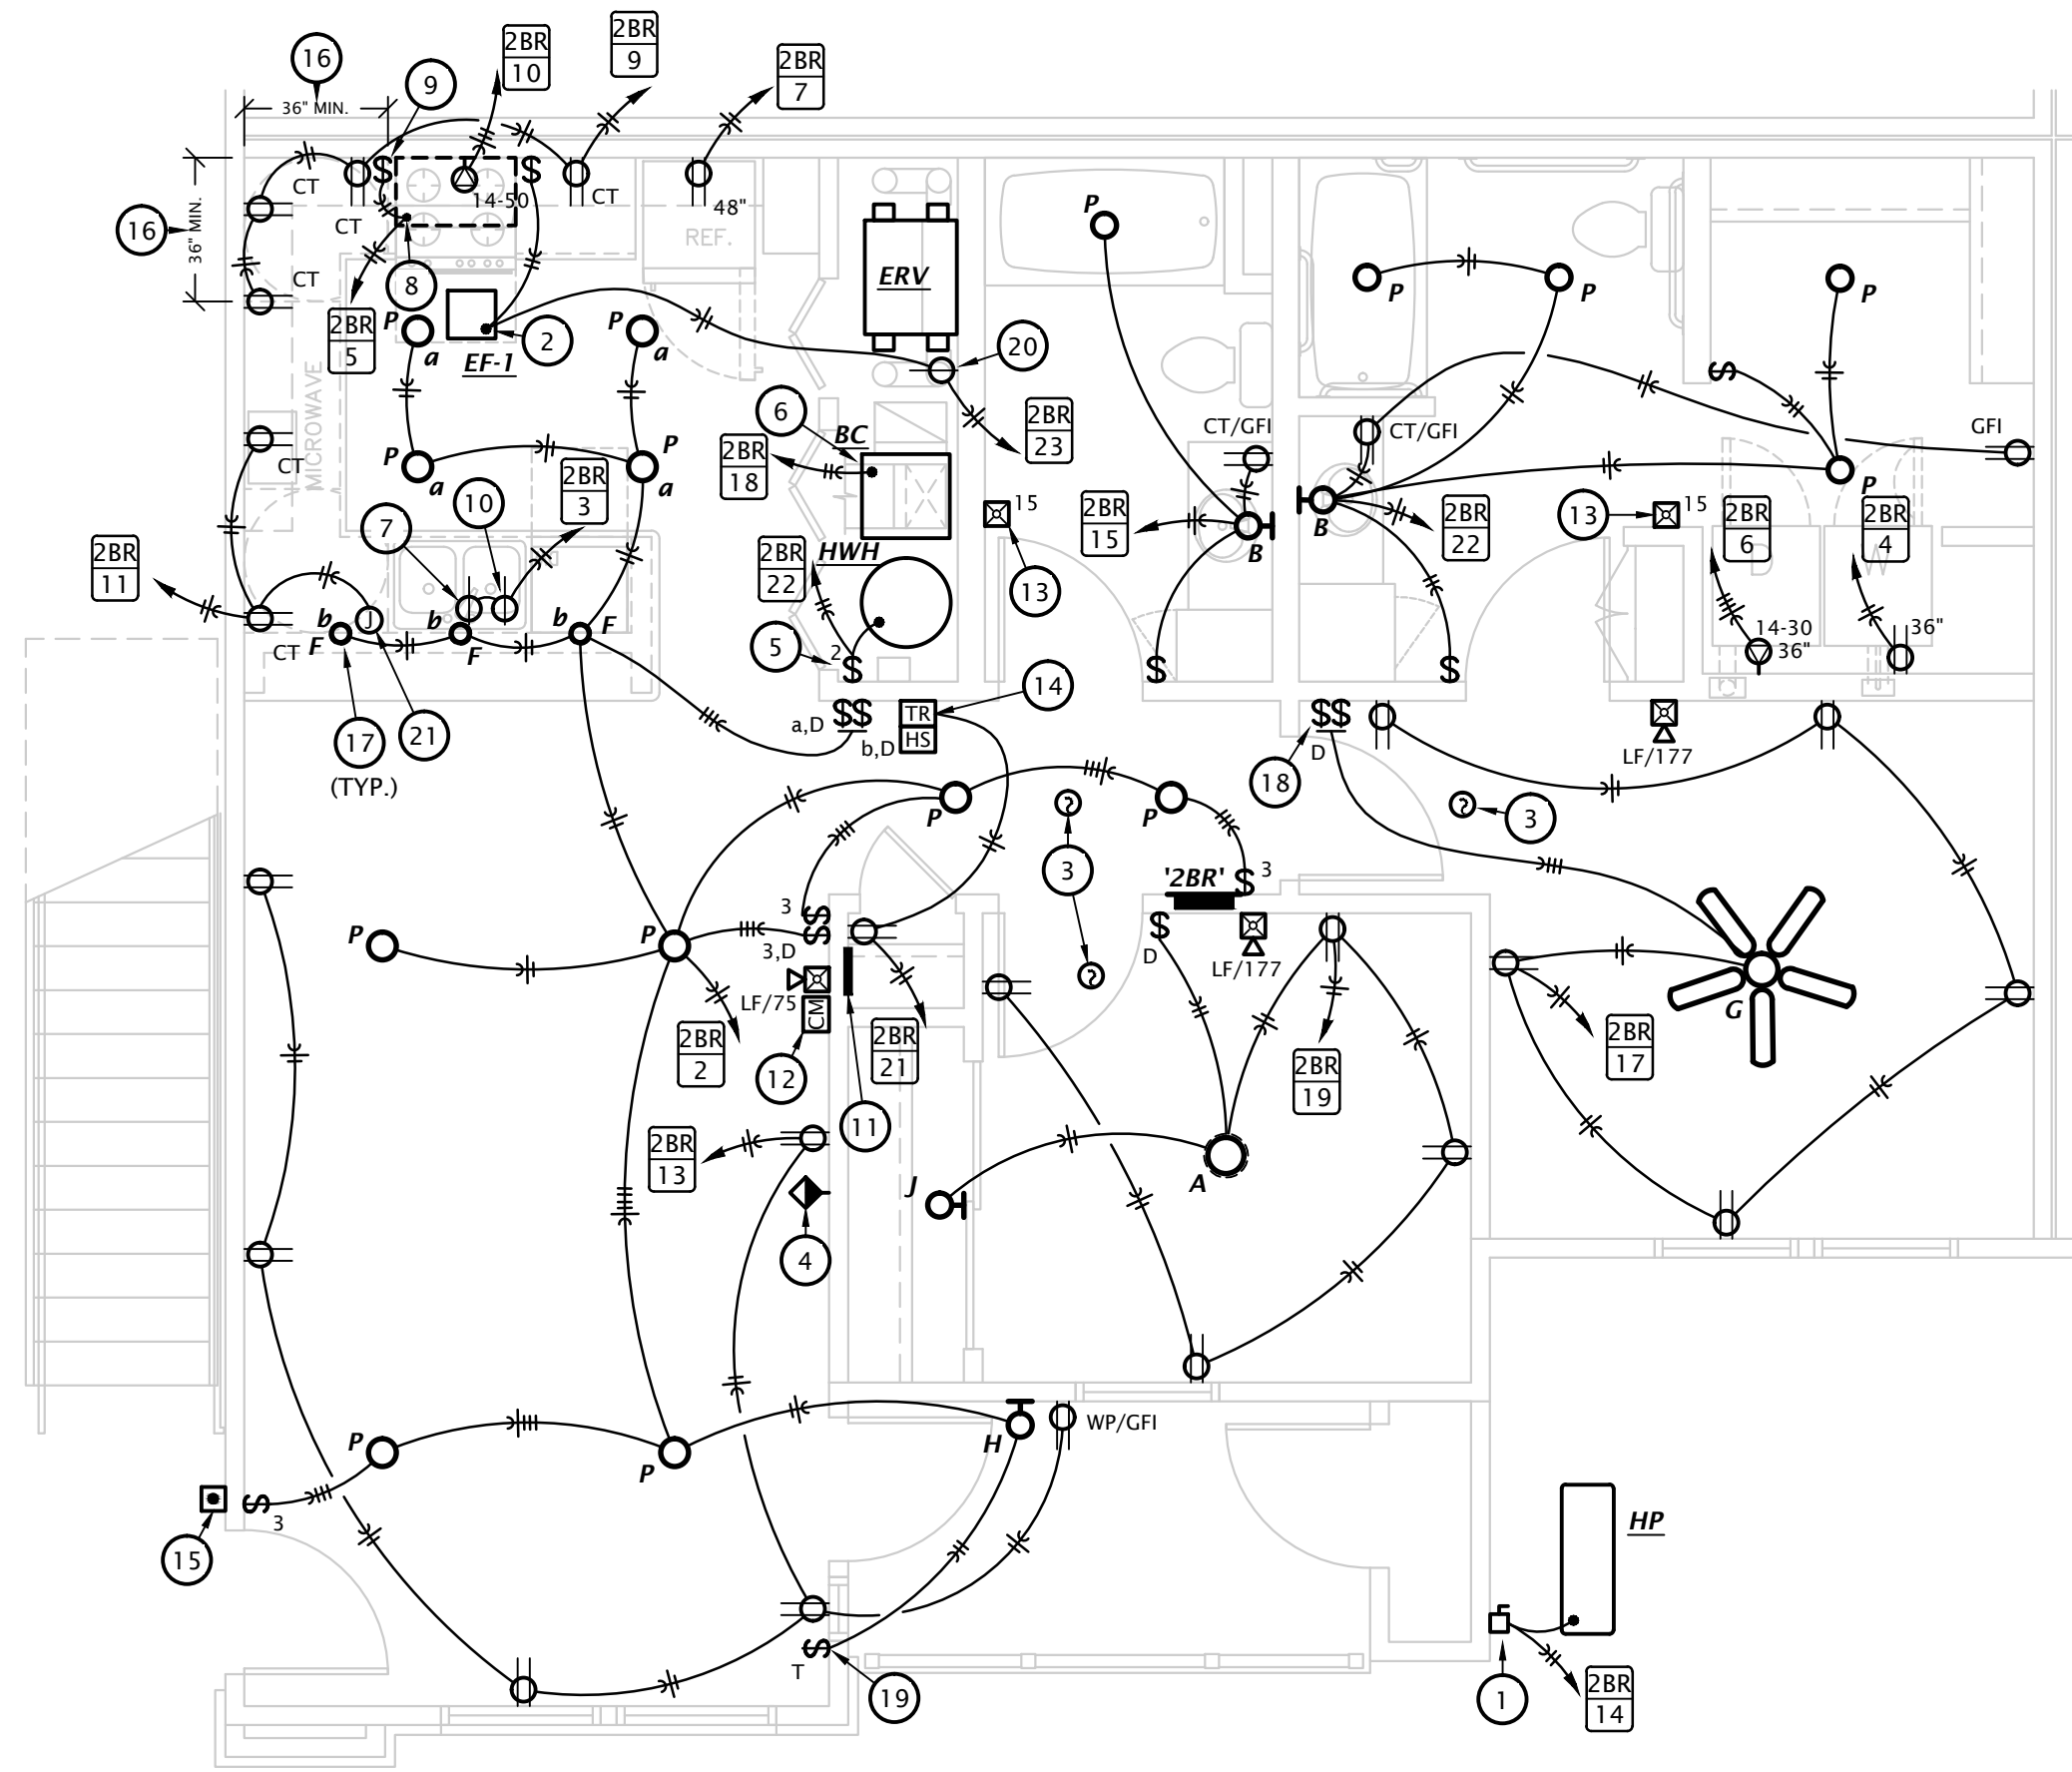 2BR
10
2BR
9
2BR
7
16
9
36" MIN.
CT
CT
14-50
CT
48"
REF.
16
36" MIN.
CT
8
2BR
5
P
a
EF-1
2
P
a
MICROWAVE
ERV
20
2BR
23
6
BC
2BR
18
P
a
P
a
CT
10
2BR
3
7
2BR
11
HWH
2BR
22
5
2
15
13
14
b
F
J
b
F
b
F
CT
17
(TYP.)
21
a,D
b,D
TR
HS
P
P
P
P
P
CT/GFI
CT/GFI
GFI
2BR
15
B
B
2BR
22
13
15
2BR
6
2BR
4
D
W
14-30
36"
36"
LF/177
18
D
3
3
P
P
'2BR'
3
D
LF/177
P
P
3
3,D
LF/75
CM
12
2BR
2
2BR
21
11
2BR
13
4
J
A
2BR
19
2BR
17
G
P
P
H
WP/GFI
3
15
T
19
HP
1
2BR
14